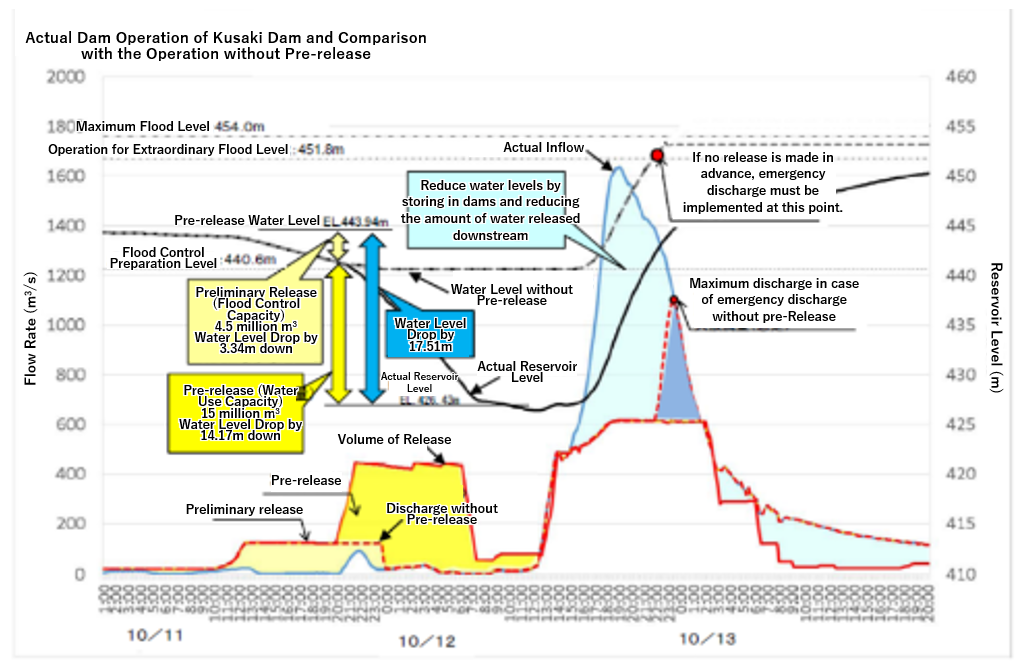 Actual Dam Operation of Kusaki Dam and Comparison
with the Operation without Pre-release
2000
1800
1600
1400
1200
1000
800
600
400
200
0
460
455
450
445
440
435
430
425
420
415
410
Flow Rate (m³/s)
Reservoir Level (m)
Maximum Flood Level 454.0m
Operation for Extraordinary Flood Level : 451.8m
Pre-release Water Level EL.443.94m
Flood Control
Preparation Level
: 440.6m
Actual Inflow
Reduce water levels by
storing in dams and reducing
the amount of water released
downstream
If no release is made in
advance, emergency
discharge must be
implemented at this point.
Water Level without
Pre-release
Maximum discharge in case
of emergency discharge
without pre-Release
Preliminary Release
(Flood Control
Capacity)
4.5 million m³
Water Level Drop by
3.34m down
Water Level
Drop by
17.51m
Actual Reservoir
Level
Actual Reservoir
Level
EL. 426. 43m
Pre-release (Water
Use Capacity)
15 million m³
Water Level Drop by
14.17m down
Volume of Release
Pre-release
Preliminary release
Discharge without
Pre-release
10/11
10/12
10/13